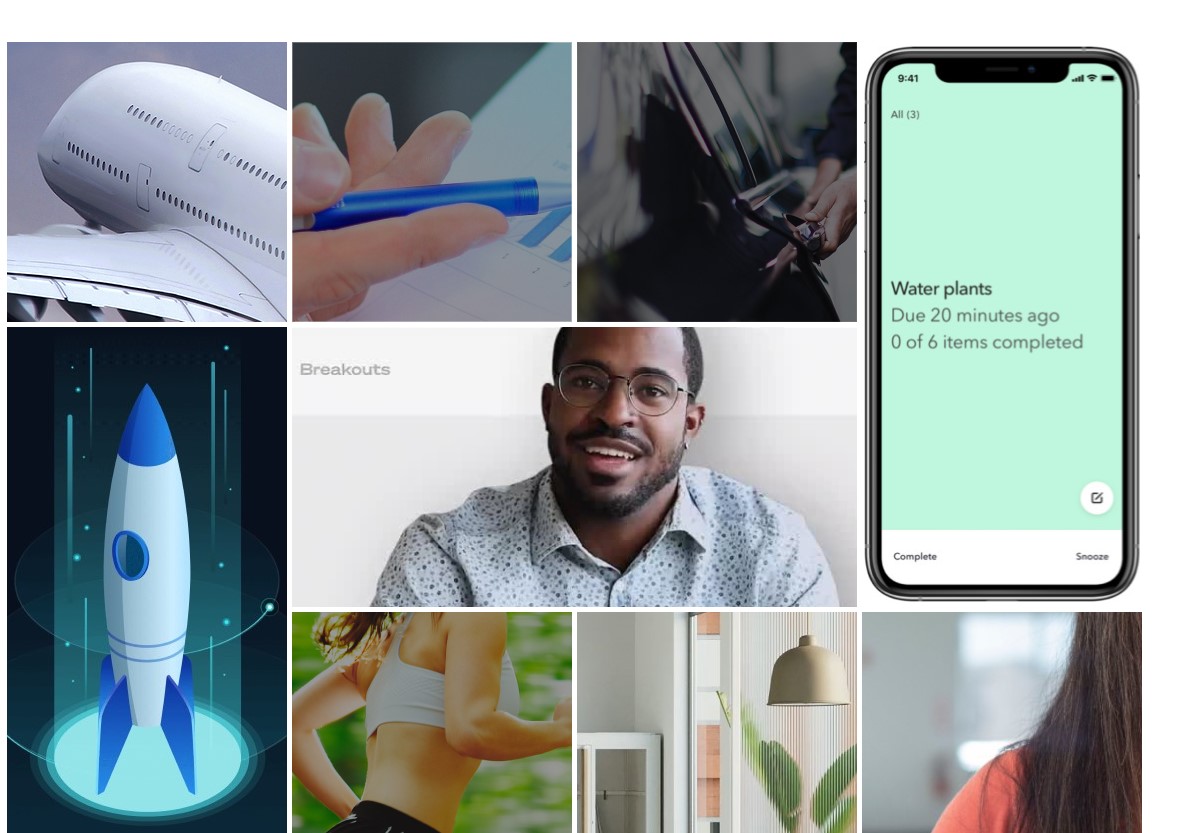 9:41
All (3)
Breakouts
Water plants
Due 20 minutes ago
0 of 6 items completed
Complete
Snooze